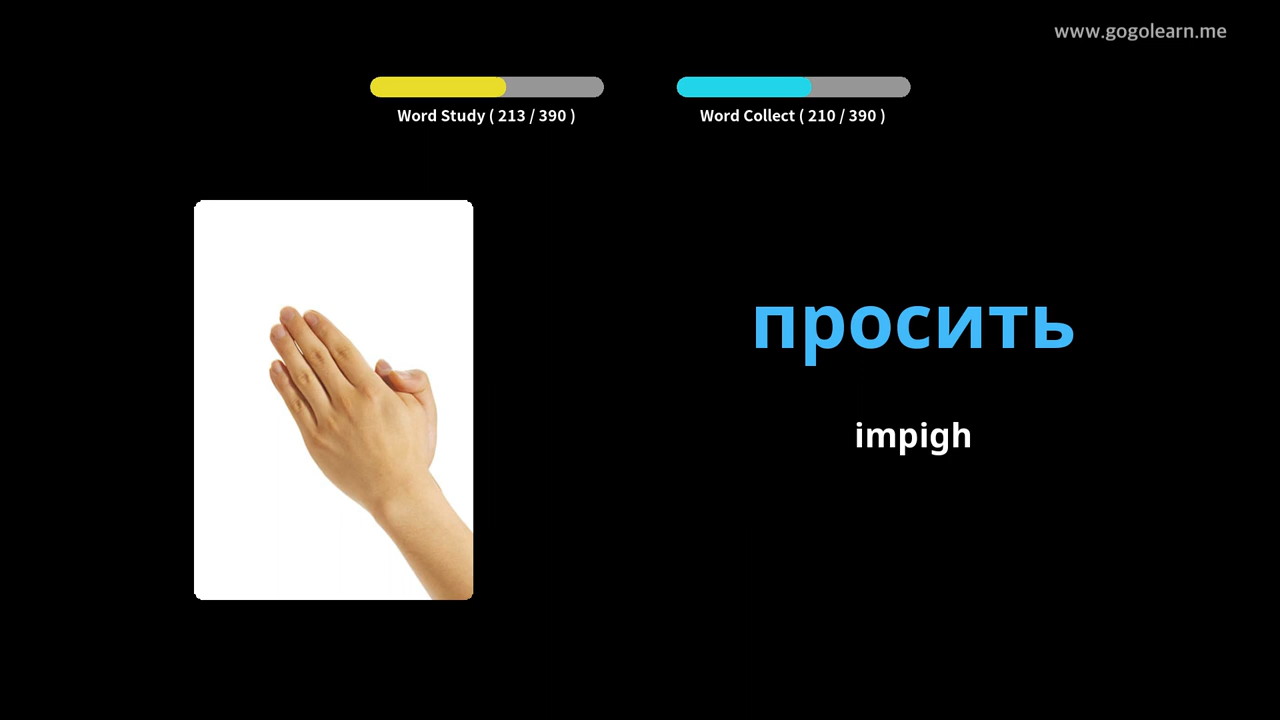 www.gogolearn.me
Word Study ( 213 / 390 )
Word Collect ( 210 / 390 )
просить
impigh